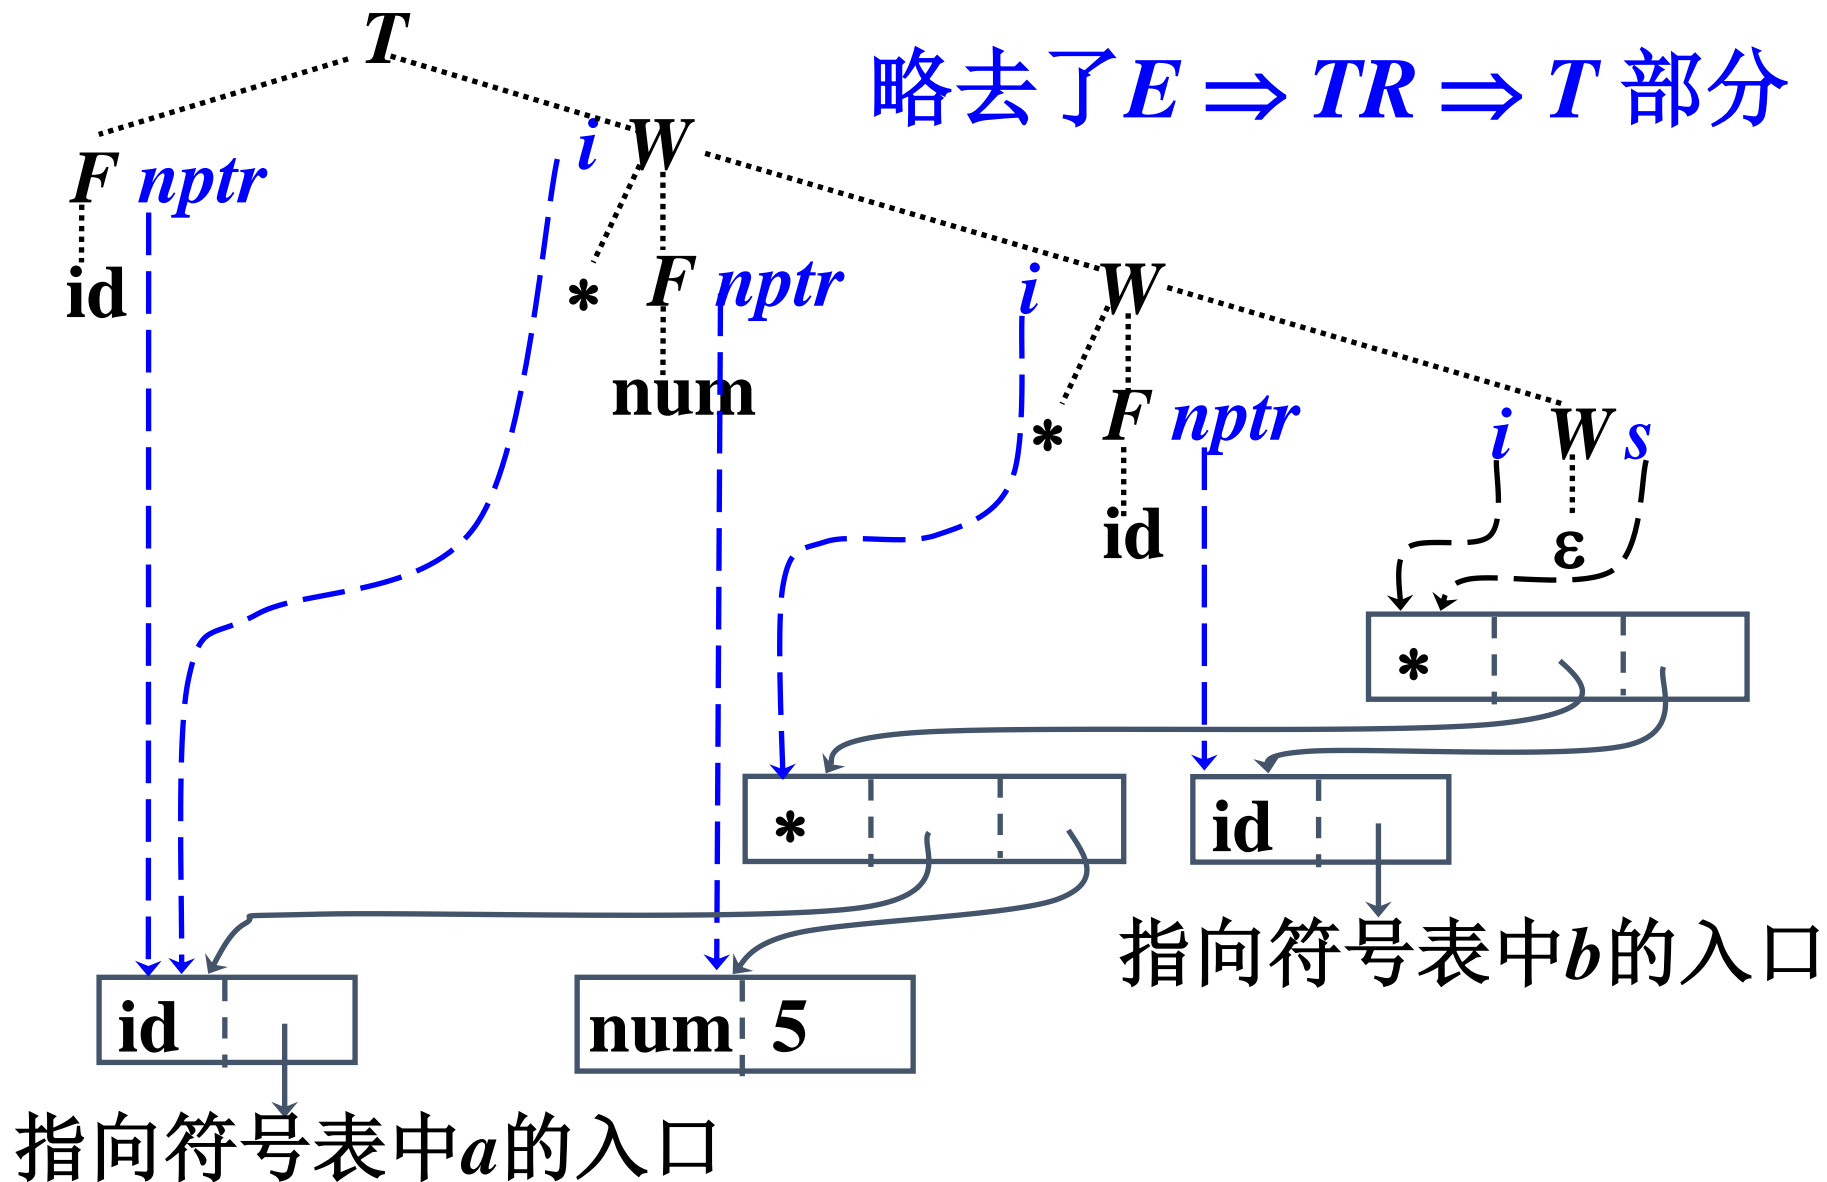 T
略去了E ⇒ TR ⇒ T 部分
F nptr
i W
id
* F nptr
i W
num
* F nptr
i W s
id
ε
*
*
id
指向符号表中b的入口
id
num 5
指向符号表中a的入口